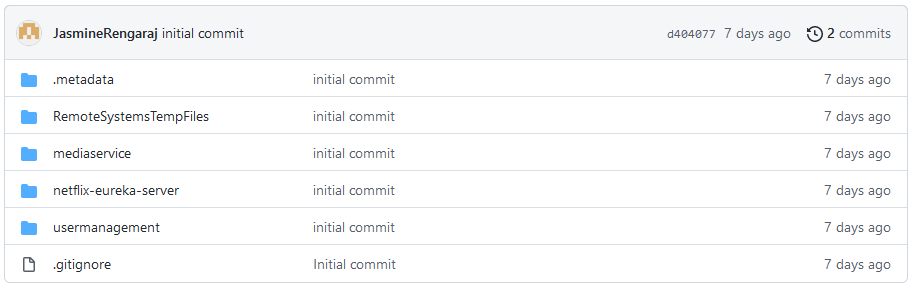 JasmineRengaraj initial commit d404077 7 days ago 2 commits
.metadata initial commit 7 days ago
RemoteSystemsTempFiles initial commit 7 days ago
mediaservice initial commit 7 days ago
netflix-eureka-server initial commit 7 days ago
usermanagement initial commit 7 days ago
.gitignore Initial commit 7 days ago